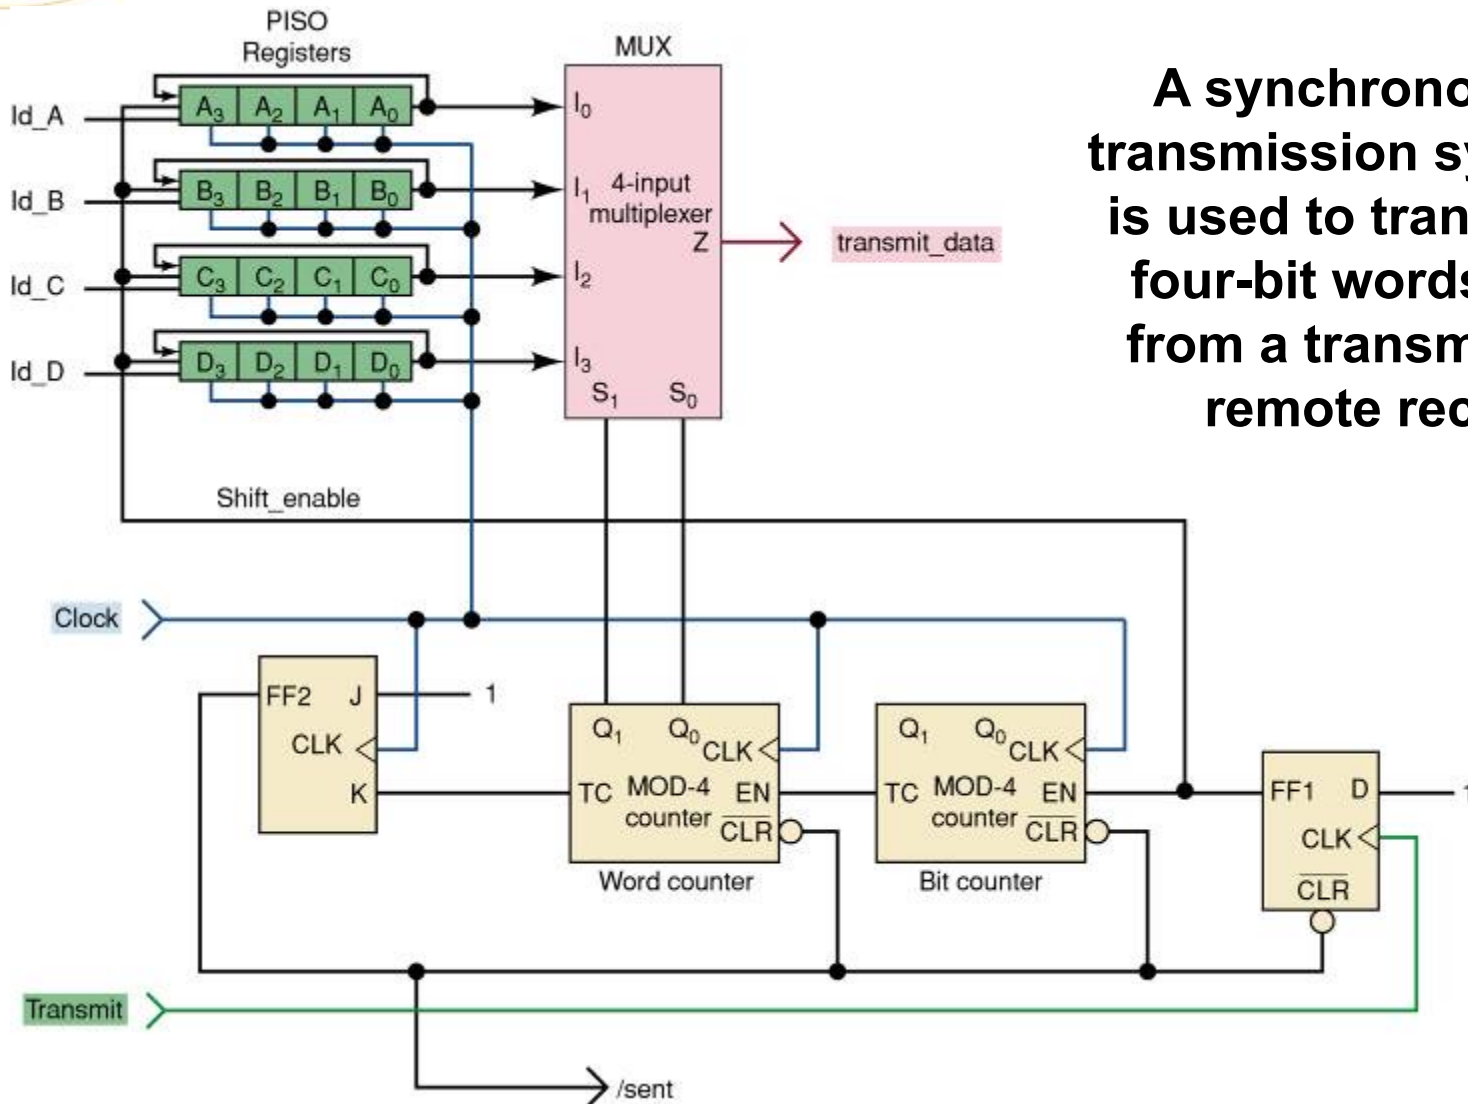 PISO
Registers
MUX
ld_A
A3 A2 A1 A0
I0
ld_B
B3 B2 B1 B0
I1
4-input
multiplexer
Z
transmit_data
ld_C
C3 C2 C1 C0
I2
ld_D
D3 D2 D1 D0
I3
S1 S0
A synchrono
transmission sy
is used to tran
four-bit words
from a transm
remote rec
Shift_enable
Clock
FF2 J 1
CLK
K
Q1 Q0
CLK
TC MOD-4 EN
counter CLR
Word counter
Q1 Q0
CLK
TC MOD-4 EN
counter CLR
Bit counter
FF1 D
CLK
CLR
Transmit
/sent